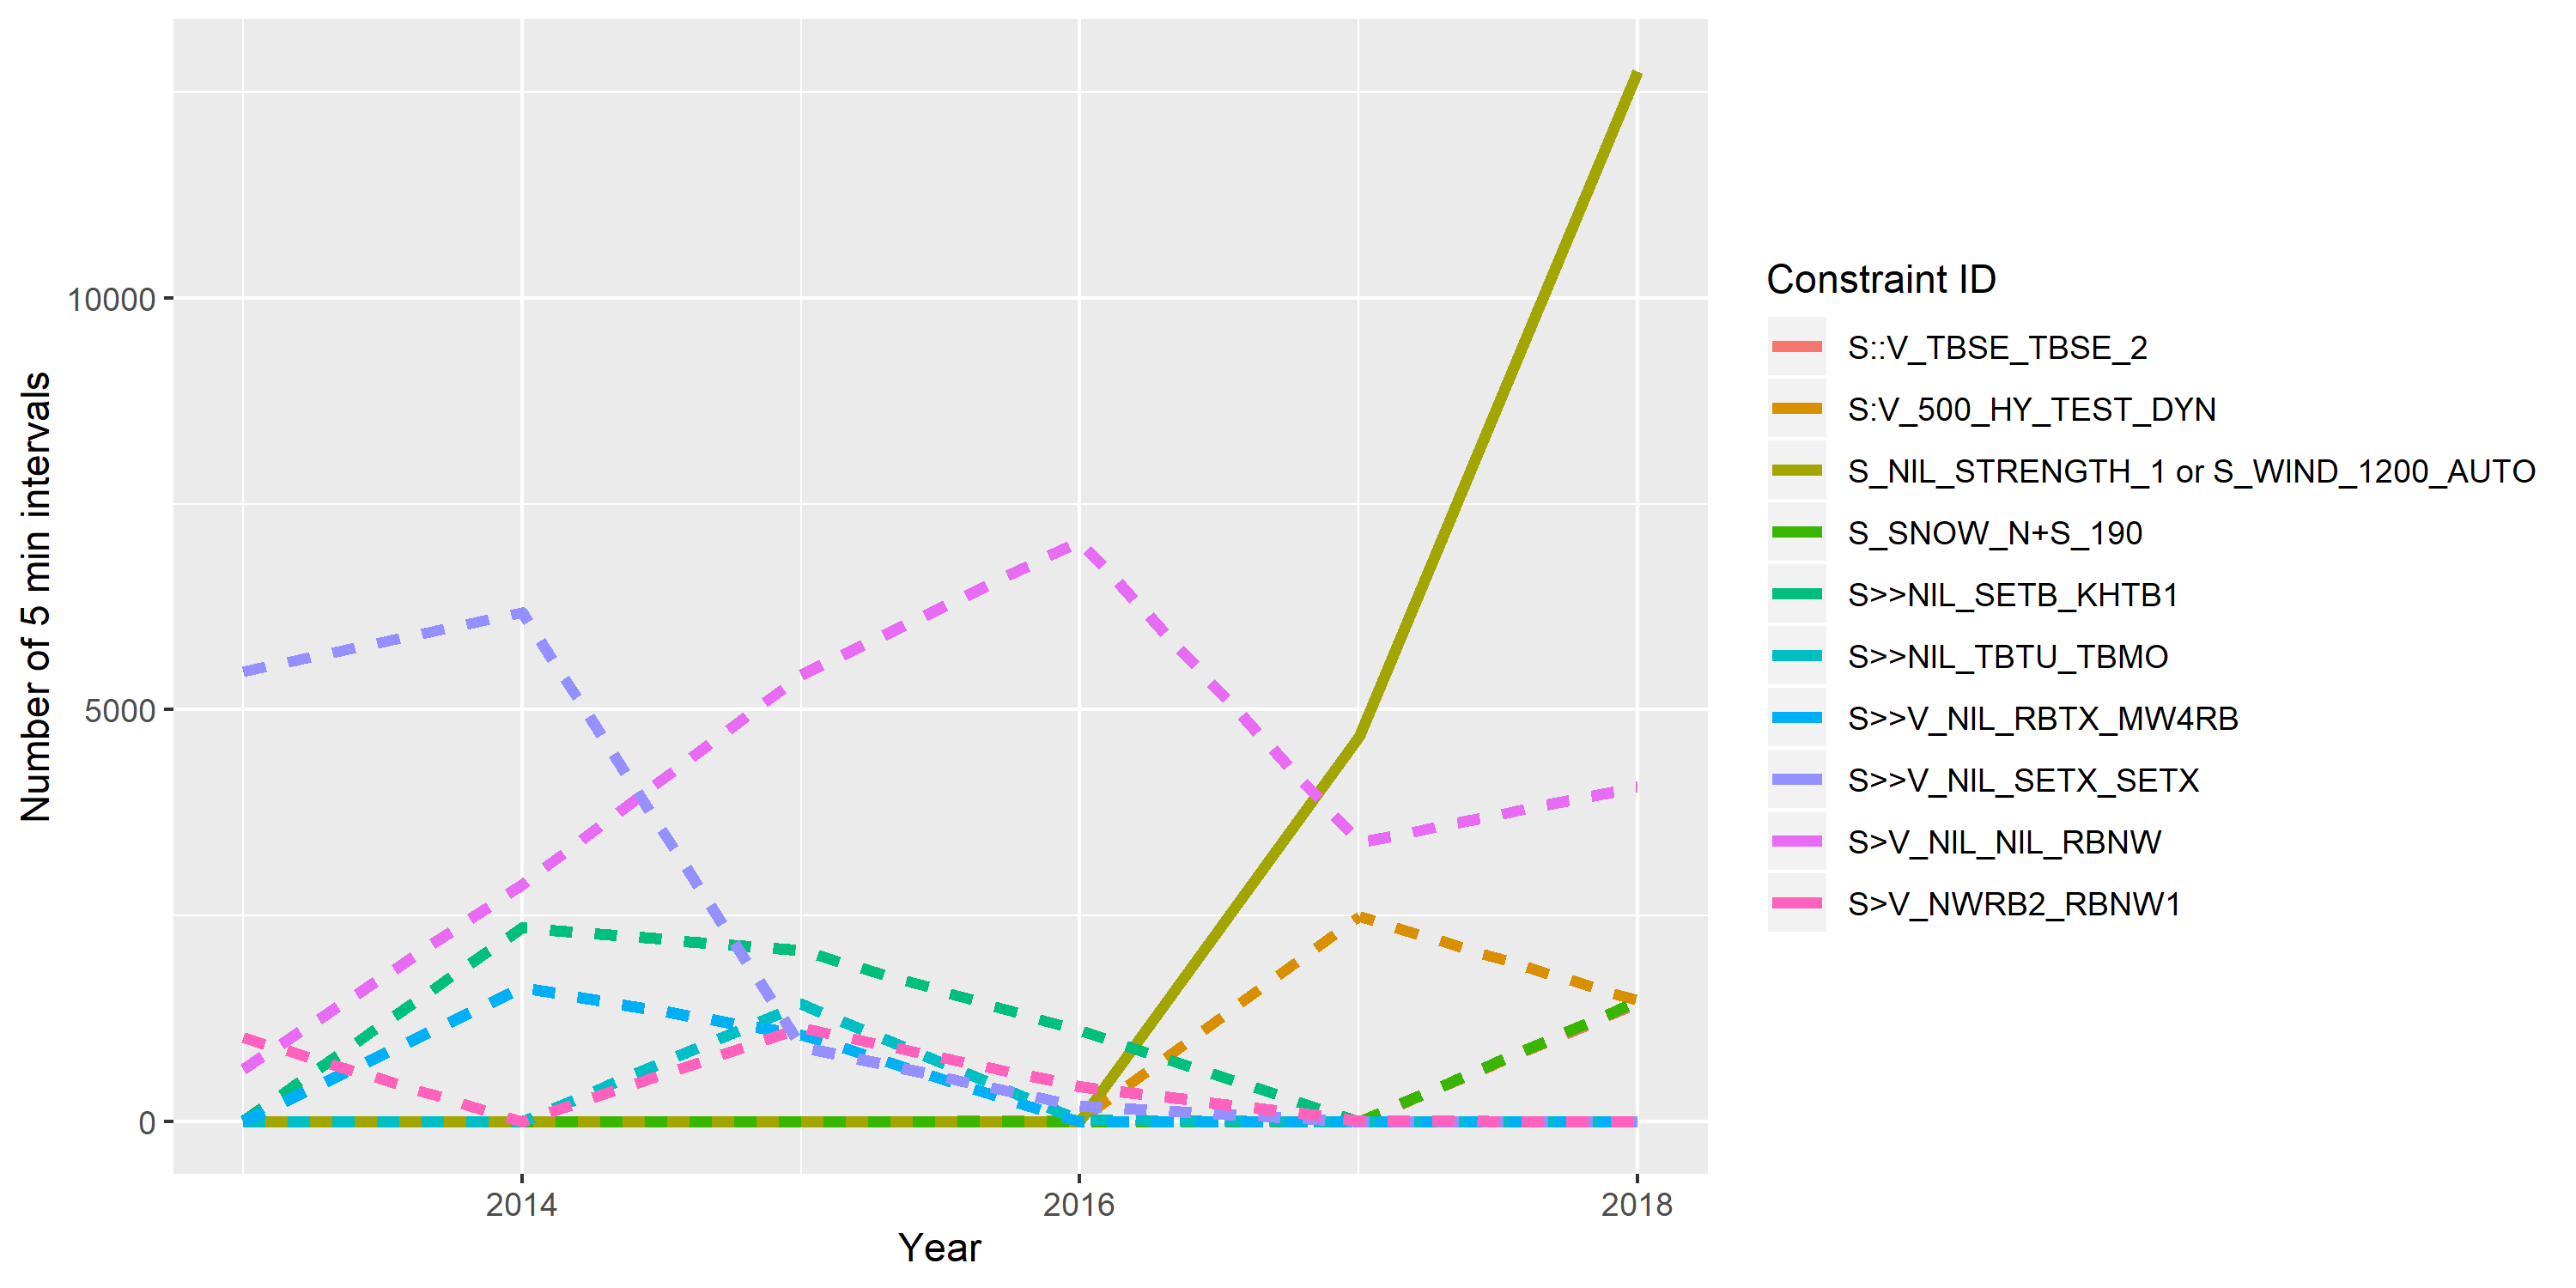 10000
5000
0
Number of 5 min intervals
2014
2016
2018
Year
Constraint ID
S::V_TBSE_TBSE_2
S:V_500_HY_TEST_DYN
S_NIL_STRENGTH_1 or S_WIND_1200_AUTO
S_SNOW_N+S_190
S>>NIL_SETB_KHTB1
S>>NIL_TBTU_TBMO
S>>V_NIL_RBTX_MW4RB
S>>V_NIL_SETX_SETX
S>V_NIL_NIL_RBNW
S>V_NWRB2_RBNW1